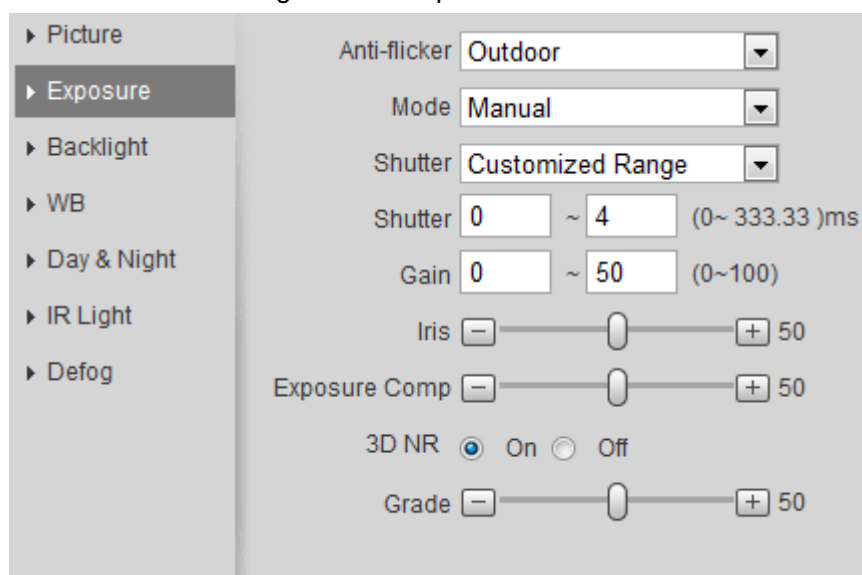 Picture
Exposure
Backlight
WB
Day & Night
IR Light
Defog
Anti-flicker Outdoor
Mode Manual
Shutter Customized Range
Shutter 0 ~ 4 (0~ 333.33 )ms
Gain 0 ~ 50 (0~100)
Iris 50
Exposure Comp 50
3D NR On Off
Grade 50